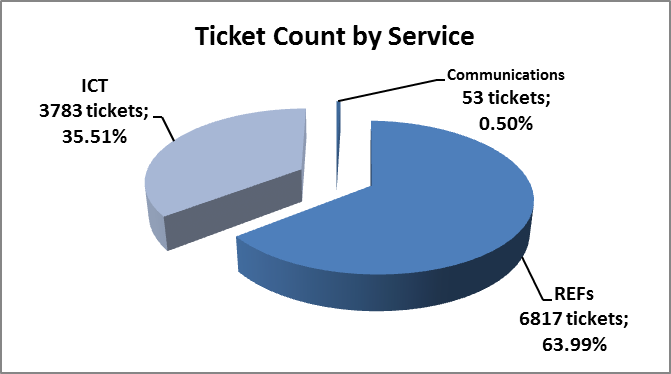 Ticket Count by Service
ICT
3783 tickets;
35.51%
Communications
53 tickets;
0.50%
REFs
6817 tickets;
63.99%